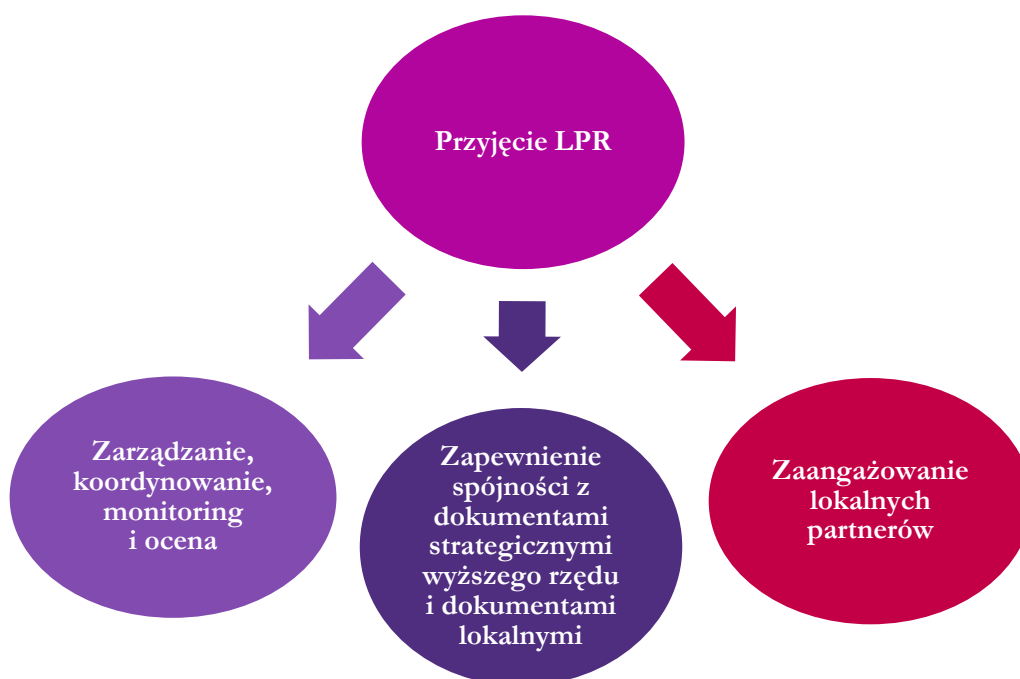 Przyjęcie LPR
Zarządzanie,
koordynowanie,
monitoring
i ocena
Zapewnienie
spójności z
dokumentami
strategicznymi
wyższego rzędu
i dokumentami
lokalnymi
Zaangażowanie
lokalnych
partnerów